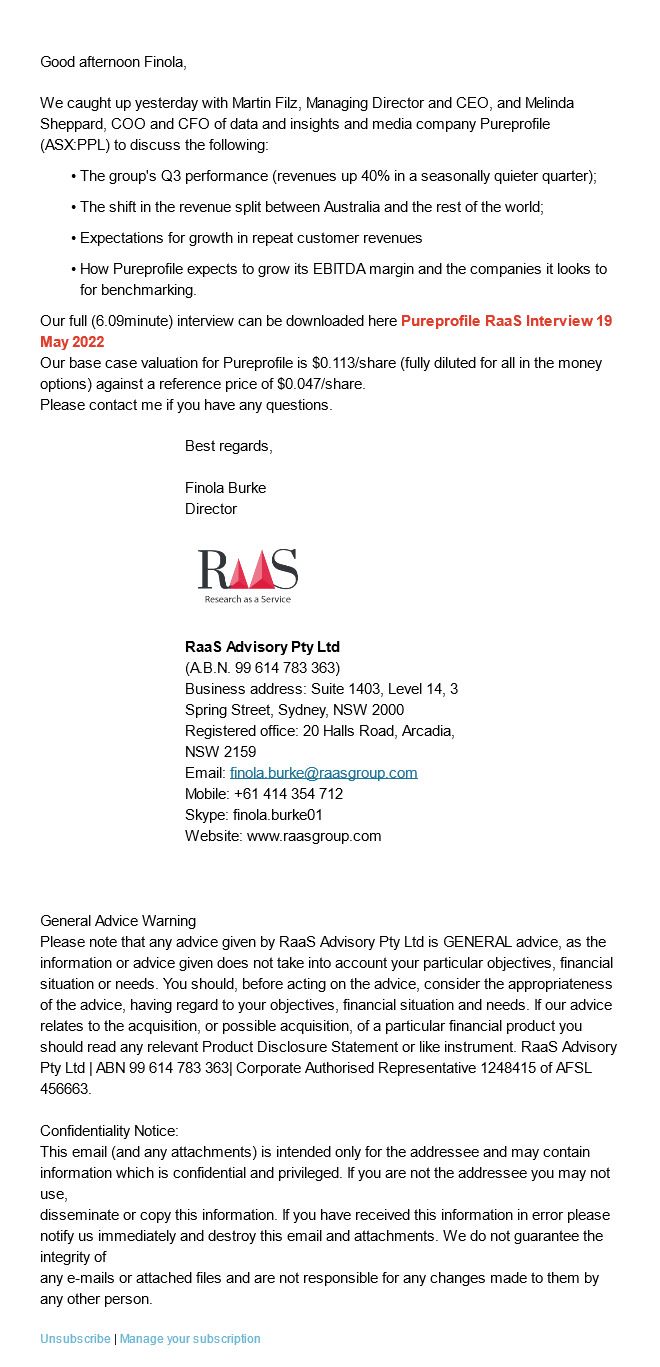 Good afternoon Finola,
We caught up yesterday with Martin Filz, Managing Director and CEO, and Melinda
Sheppard, COO and CFO of data and insights and media company Pureprofile
(ASX:PPL) to discuss the following:
• The group's Q3 performance (revenues up 40% in a seasonally quieter quarter);
• The shift in the revenue split between Australia and the rest of the world;
• Expectations for growth in repeat customer revenues
• How Pureprofile expects to grow its EBITDA margin and the companies it looks to
for benchmarking.
Our full (6.09minute) interview can be downloaded here Pureprofile RaaS Interview 19
May 2022
Our base case valuation for Pureprofile is $0.113/share (fully diluted for all in the money
options) against a reference price of $0.047/share.
Please contact me if you have any questions.
Best regards,
Finola Burke
Director
RAAS
Research as a Service
RaaS Advisory Pty Ltd
(A.B.N. 99 614 783 363)
Business address: Suite 1403, Level 14, 3
Spring Street, Sydney, NSW 2000
Registered office: 20 Halls Road, Arcadia,
NSW 2159
Email: finola.burke@raasgroup.com
Mobile: +61 414 354 712
Skype: finola.burke01
Website: www.raasgroup.com
General Advice Warning
Please note that any advice given by RaaS Advisory Pty Ltd is GENERAL advice, as the
information or advice given does not take into account your particular objectives, financial
situation or needs. You should, before acting on the advice, consider the appropriateness
of the advice, having regard to your objectives, financial situation and needs. If our advice
relates to the acquisition, or possible acquisition, of a particular financial product you
should read any relevant Product Disclosure Statement or like instrument. RaaS Advisory
Pty Ltd | ABN 99 614 783 363| Corporate Authorised Representative 1248415 of AFSL
456663.
Confidentiality Notice:
This email (and any attachments) is intended only for the addressee and may contain
information which is confidential and privileged. If you are not the addressee you may not
use,
disseminate or copy this information. If you have received this information in error please
notify us immediately and destroy this email and attachments. We do not guarantee the
integrity of
any e-mails or attached files and are not responsible for any changes made to them by
any other person.
Unsubscribe | Manage your subscription